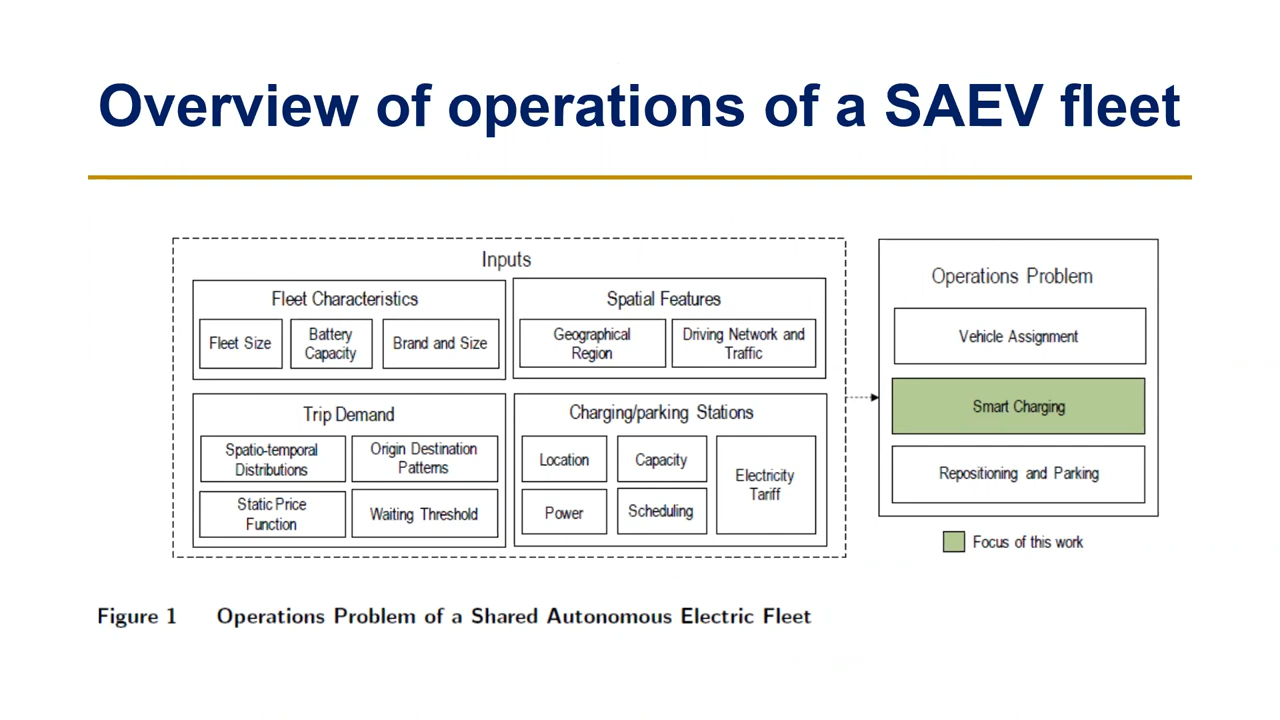 Overview of operations of a SAEV fleet
Inputs
Fleet Characteristics
Fleet Size
Battery
Capacity
Brand and Size
Spatial Features
Geographical
Region
Driving Network and
Traffic
Trip Demand
Spatio-temporal
Distributions
Origin Destination
Patterns
Static Price
Function
Waiting Threshold
Charging/parking Stations
Location
Capacity
Power
Scheduling
Electricity
Tariff
Operations Problem
Vehicle Assignment
Smart Charging
Repositioning and Parking
Focus of this work
Figure 1 Operations Problem of a Shared Autonomous Electric Fleet